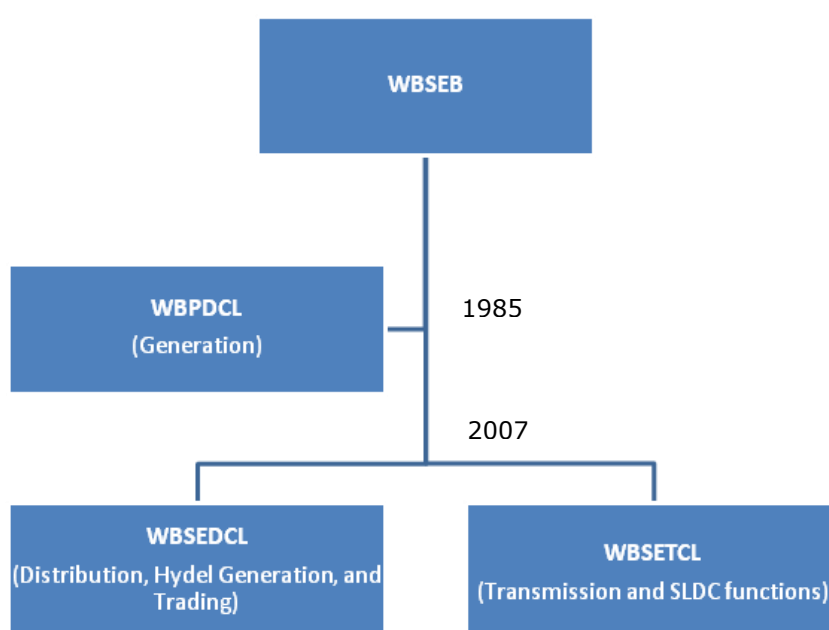 WBSEB
WBPDCL
(Generation)
1985
2007
WBSEDCL
(Distribution, Hydel Generation, and
Trading)
WBSETCL
(Transmission and SLDC functions)